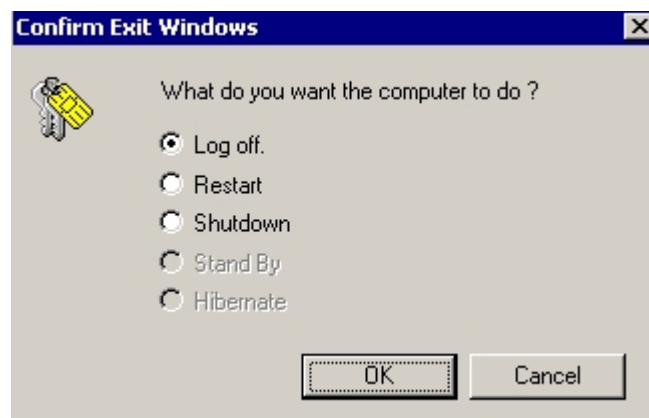 Confirm Exit Windows
What do you want the computer to do ?
Log off.
Restart
Shutdown
Stand By
Hibernate
OK Cancel